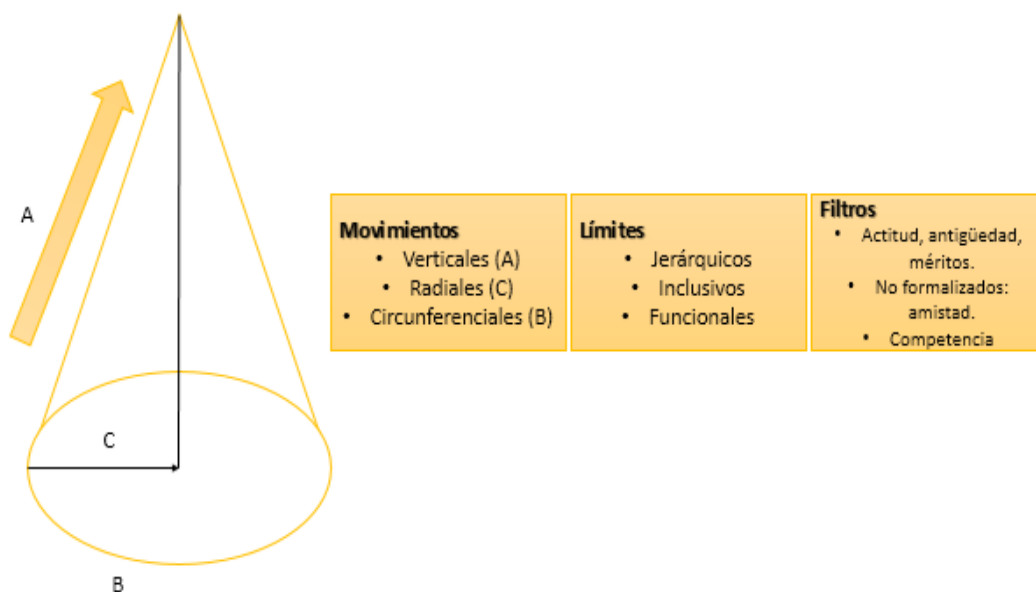 A
C
B
Movimientos
• Verticales (A)
• Radiales (C)
• Circunferenciales (B)
Límites
• Jerárquicos
• Inclusivos
• Funcionales
Filtros
• Actitud, antigüedad,
méritos.
• No formalizados:
amistad.
• Competencia